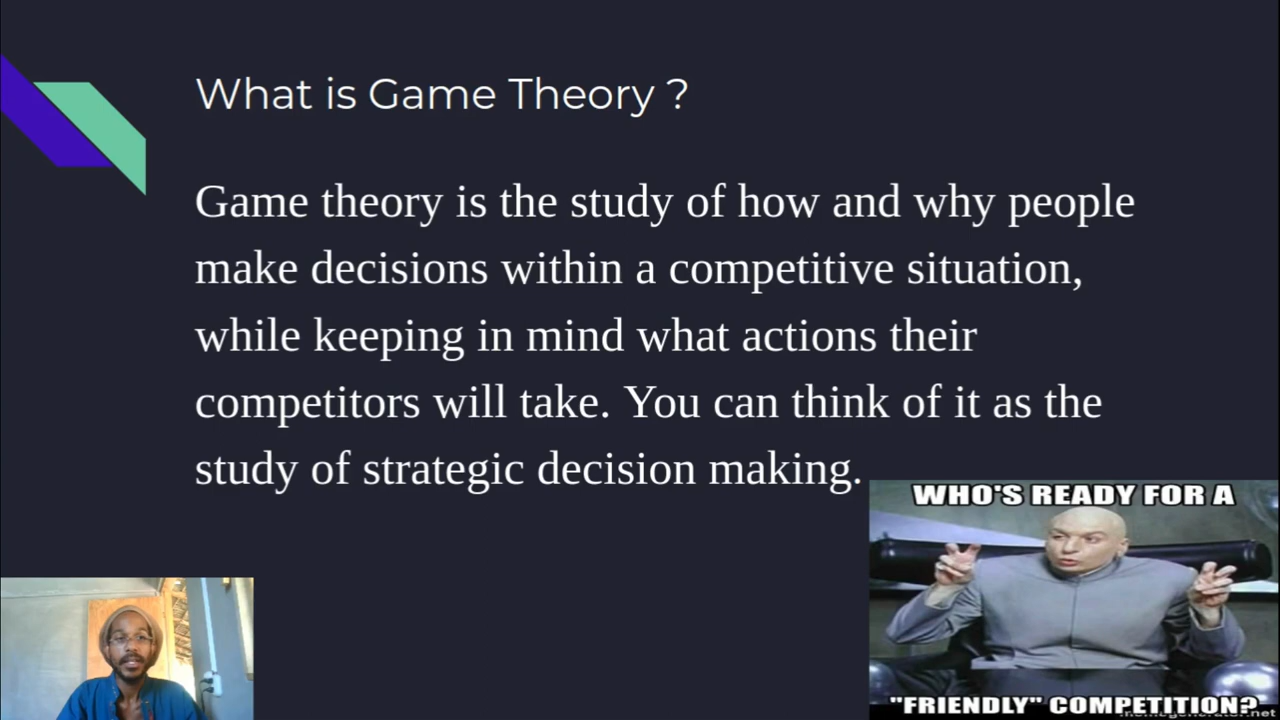 What is Game Theory ?
Game theory is the study of how and why people
make decisions within a competitive situation,
while keeping in mind what actions their
competitors will take. You can think of it as the
study of strategic decision making.
WHO'S READY FOR A
"FRIENDLY" COMPETITION?
memegenerator.net